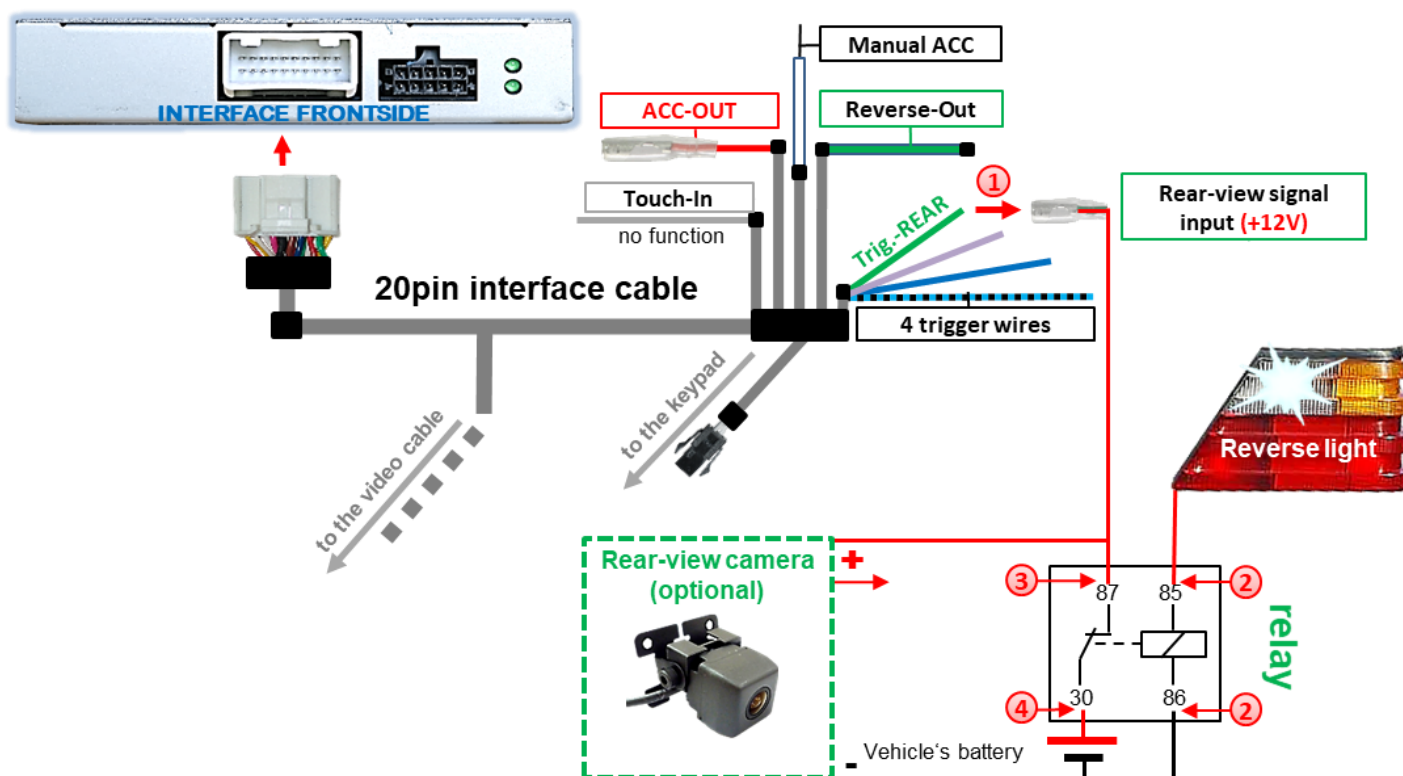 INTERFACE FRONTSIDE
Manual ACC
ACC-OUT
Reverse-Out
Touch-In
no function
Trig.-REAR
1
Rear-view signal
input (+12V)
20pin interface cable
4 trigger wires
to the video cable
to the keypad
Reverse light
Rear-view camera
(optional)
+
3
87
85
2
relay
4
30
86
2
- Vehicle‘s battery